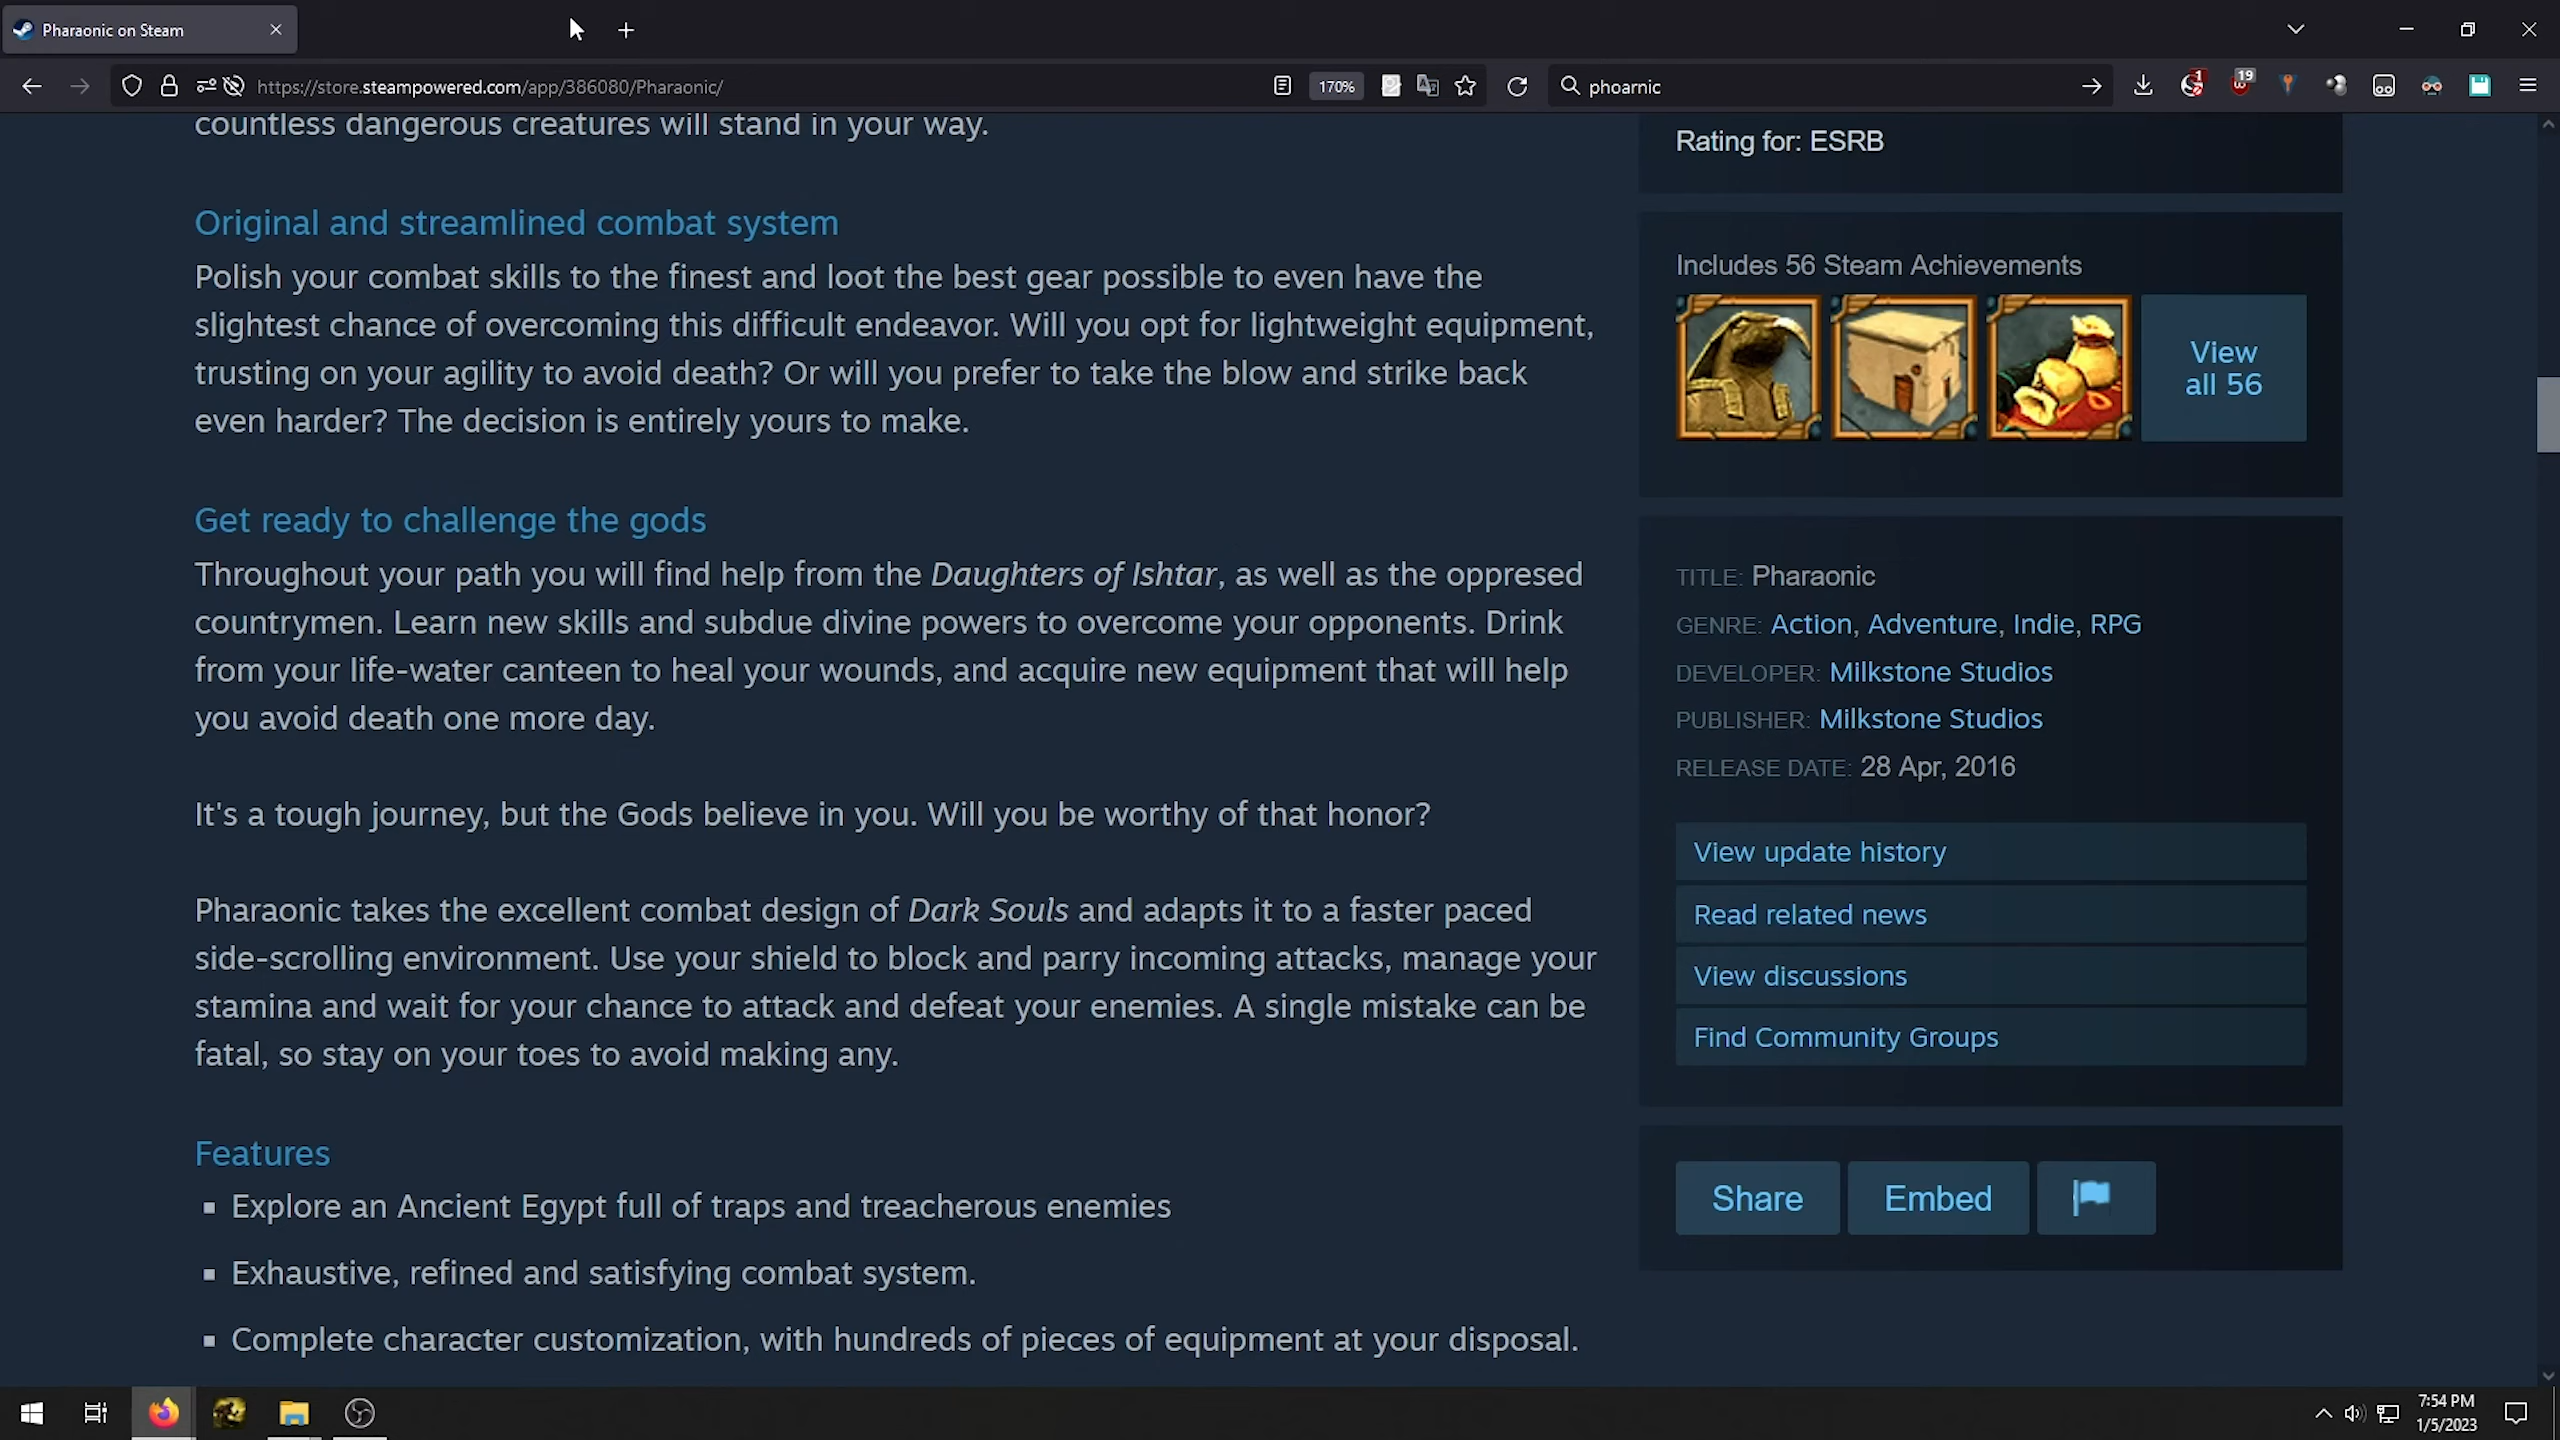 Pharaonic on Steam
https://store.steampowered.com/app/386080/Pharaonic/
170%
phoarnic
1
19
countless dangerous creatures will stand in your way.
Original and streamlined combat system
Polish your combat skills to the finest and loot the best gear possible to even have the
slightest chance of overcoming this difficult endeavor. Will you opt for lightweight equipment,
trusting on your agility to avoid death? Or will you prefer to take the blow and strike back
even harder? The decision is entirely yours to make.
Get ready to challenge the gods
Throughout your path you will find help from the Daughters of Ishtar, as well as the oppresed
countrymen. Learn new skills and subdue divine powers to overcome your opponents. Drink
from your life-water canteen to heal your wounds, and acquire new equipment that will help
you avoid death one more day.
It's a tough journey, but the Gods believe in you. Will you be worthy of that honor?
Pharaonic takes the excellent combat design of Dark Souls and adapts it to a faster paced
side-scrolling environment. Use your shield to block and parry incoming attacks, manage your
stamina and wait for your chance to attack and defeat your enemies. A single mistake can be
fatal, so stay on your toes to avoid making any.
Features
Explore an Ancient Egypt full of traps and treacherous enemies
Exhaustive, refined and satisfying combat system.
Complete character customization, with hundreds of pieces of equipment at your disposal.
Rating for: ESRB
Includes 56 Steam Achievements
View
all 56
TITLE: Pharaonic
GENRE: Action, Adventure, Indie, RPG
DEVELOPER: Milkstone Studios
PUBLISHER: Milkstone Studios
RELEASE DATE: 28 Apr, 2016
View update history
Read related news
View discussions
Find Community Groups
Share
Embed
7:54 PM
1/5/2023